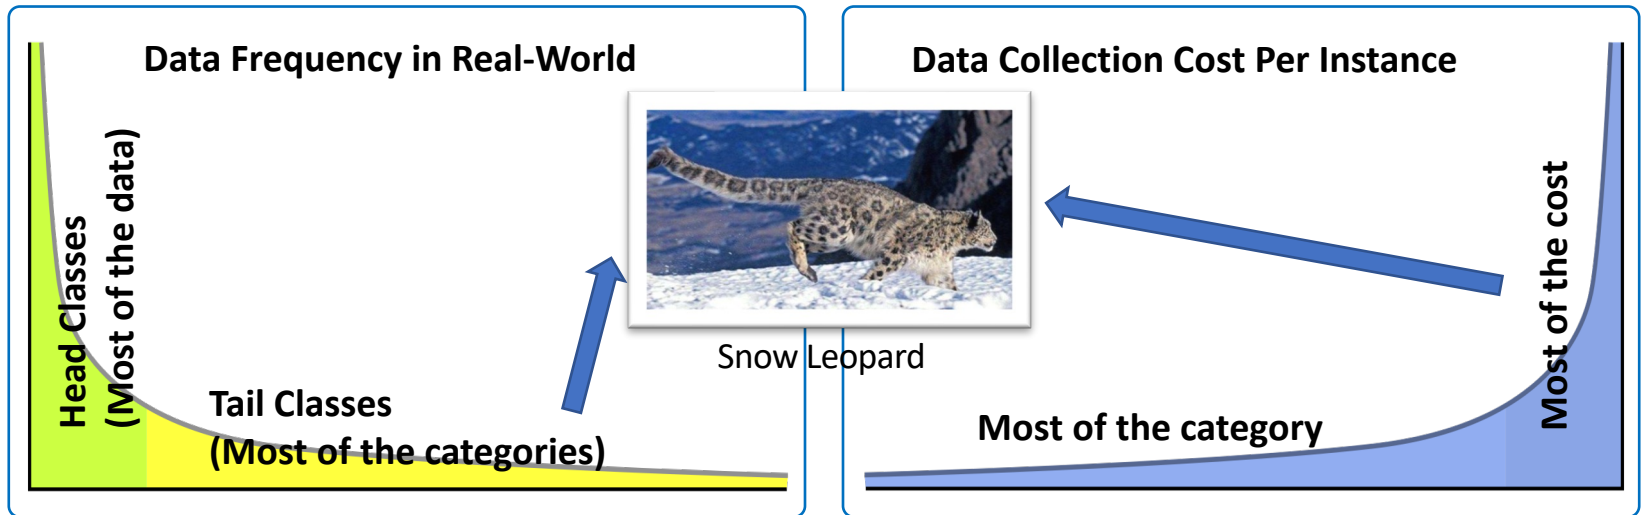 Data Frequency in Real-World
Head Classes
(Most of the data)
Tail Classes
(Most of the categories)
Snow Leopard
Data Collection Cost Per Instance
Most of the category
Most of the cost